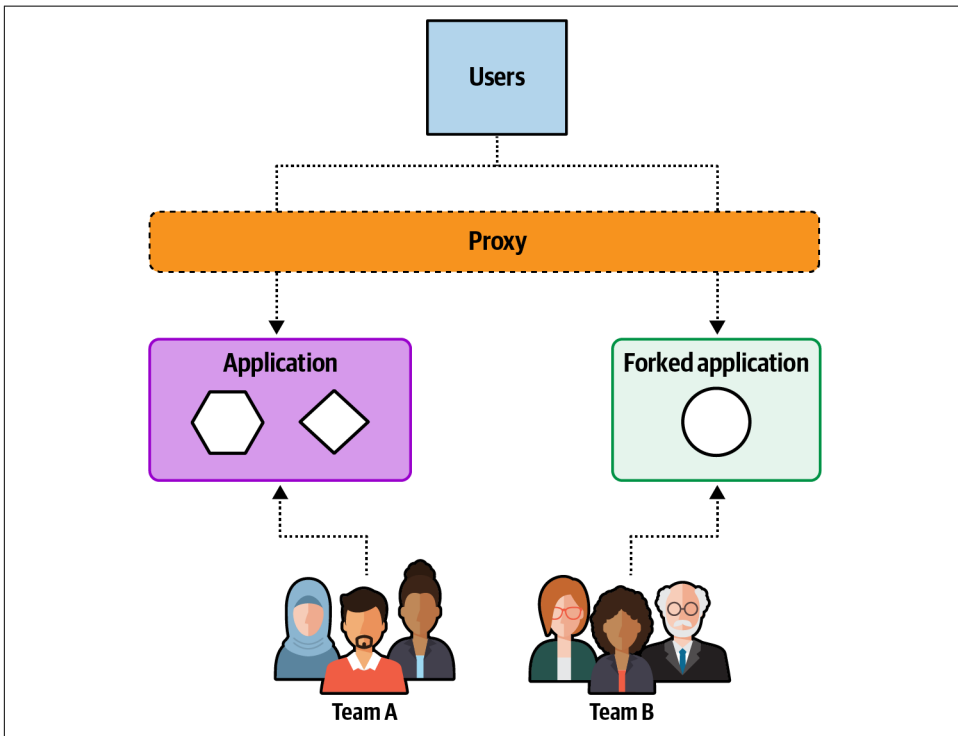 Users
Proxy
Application
Forked application
Team A
Team B